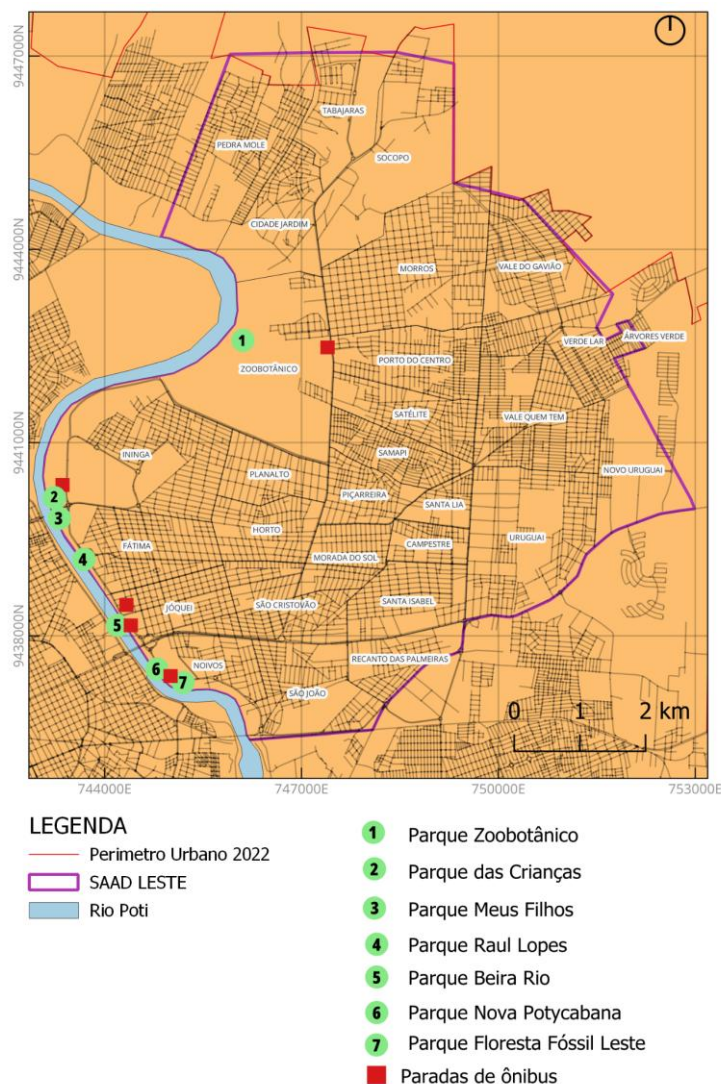 9447000N
TABAJARAS
PEDRA MOLE
SOCOPO
CIDADE JARDIM
9444000N
MORROS
VALE DO GAVIÃO
1
VERDE LAR
ÁRVORES VERDE
ZOOBOTÂNICO
PORTO DO CENTRO
SATÉLITE
VALE QUEM TEM
9441000N
ININGA
SAMAPI
PLANALTO
NOVO URUGUAI
PIÇARREIRA
2
SANTA LIA
3
HORTO
URUGUAI
FÁTIMA
CAMPESTRE
4
MORADA DO SOL
SANTA ISABEL
JÓQUEI
SÃO CRISTOVÃO
5
9438000N
RECANTO DAS PALMEIRAS
6
NOIVOS
7
SÃO JOÃO
0 1 2 km
744000E 747000E 750000E 753000E
LEGENDA
Perimetro Urbano 2022
SAAD LESTE
Rio Poti
1 Parque Zoobotânico
2 Parque das Crianças
3 Parque Meus Filhos
4 Parque Raul Lopes
5 Parque Beira Rio
6 Parque Nova Potycabana
7 Parque Floresta Fóssil Leste
Paradas de ônibus